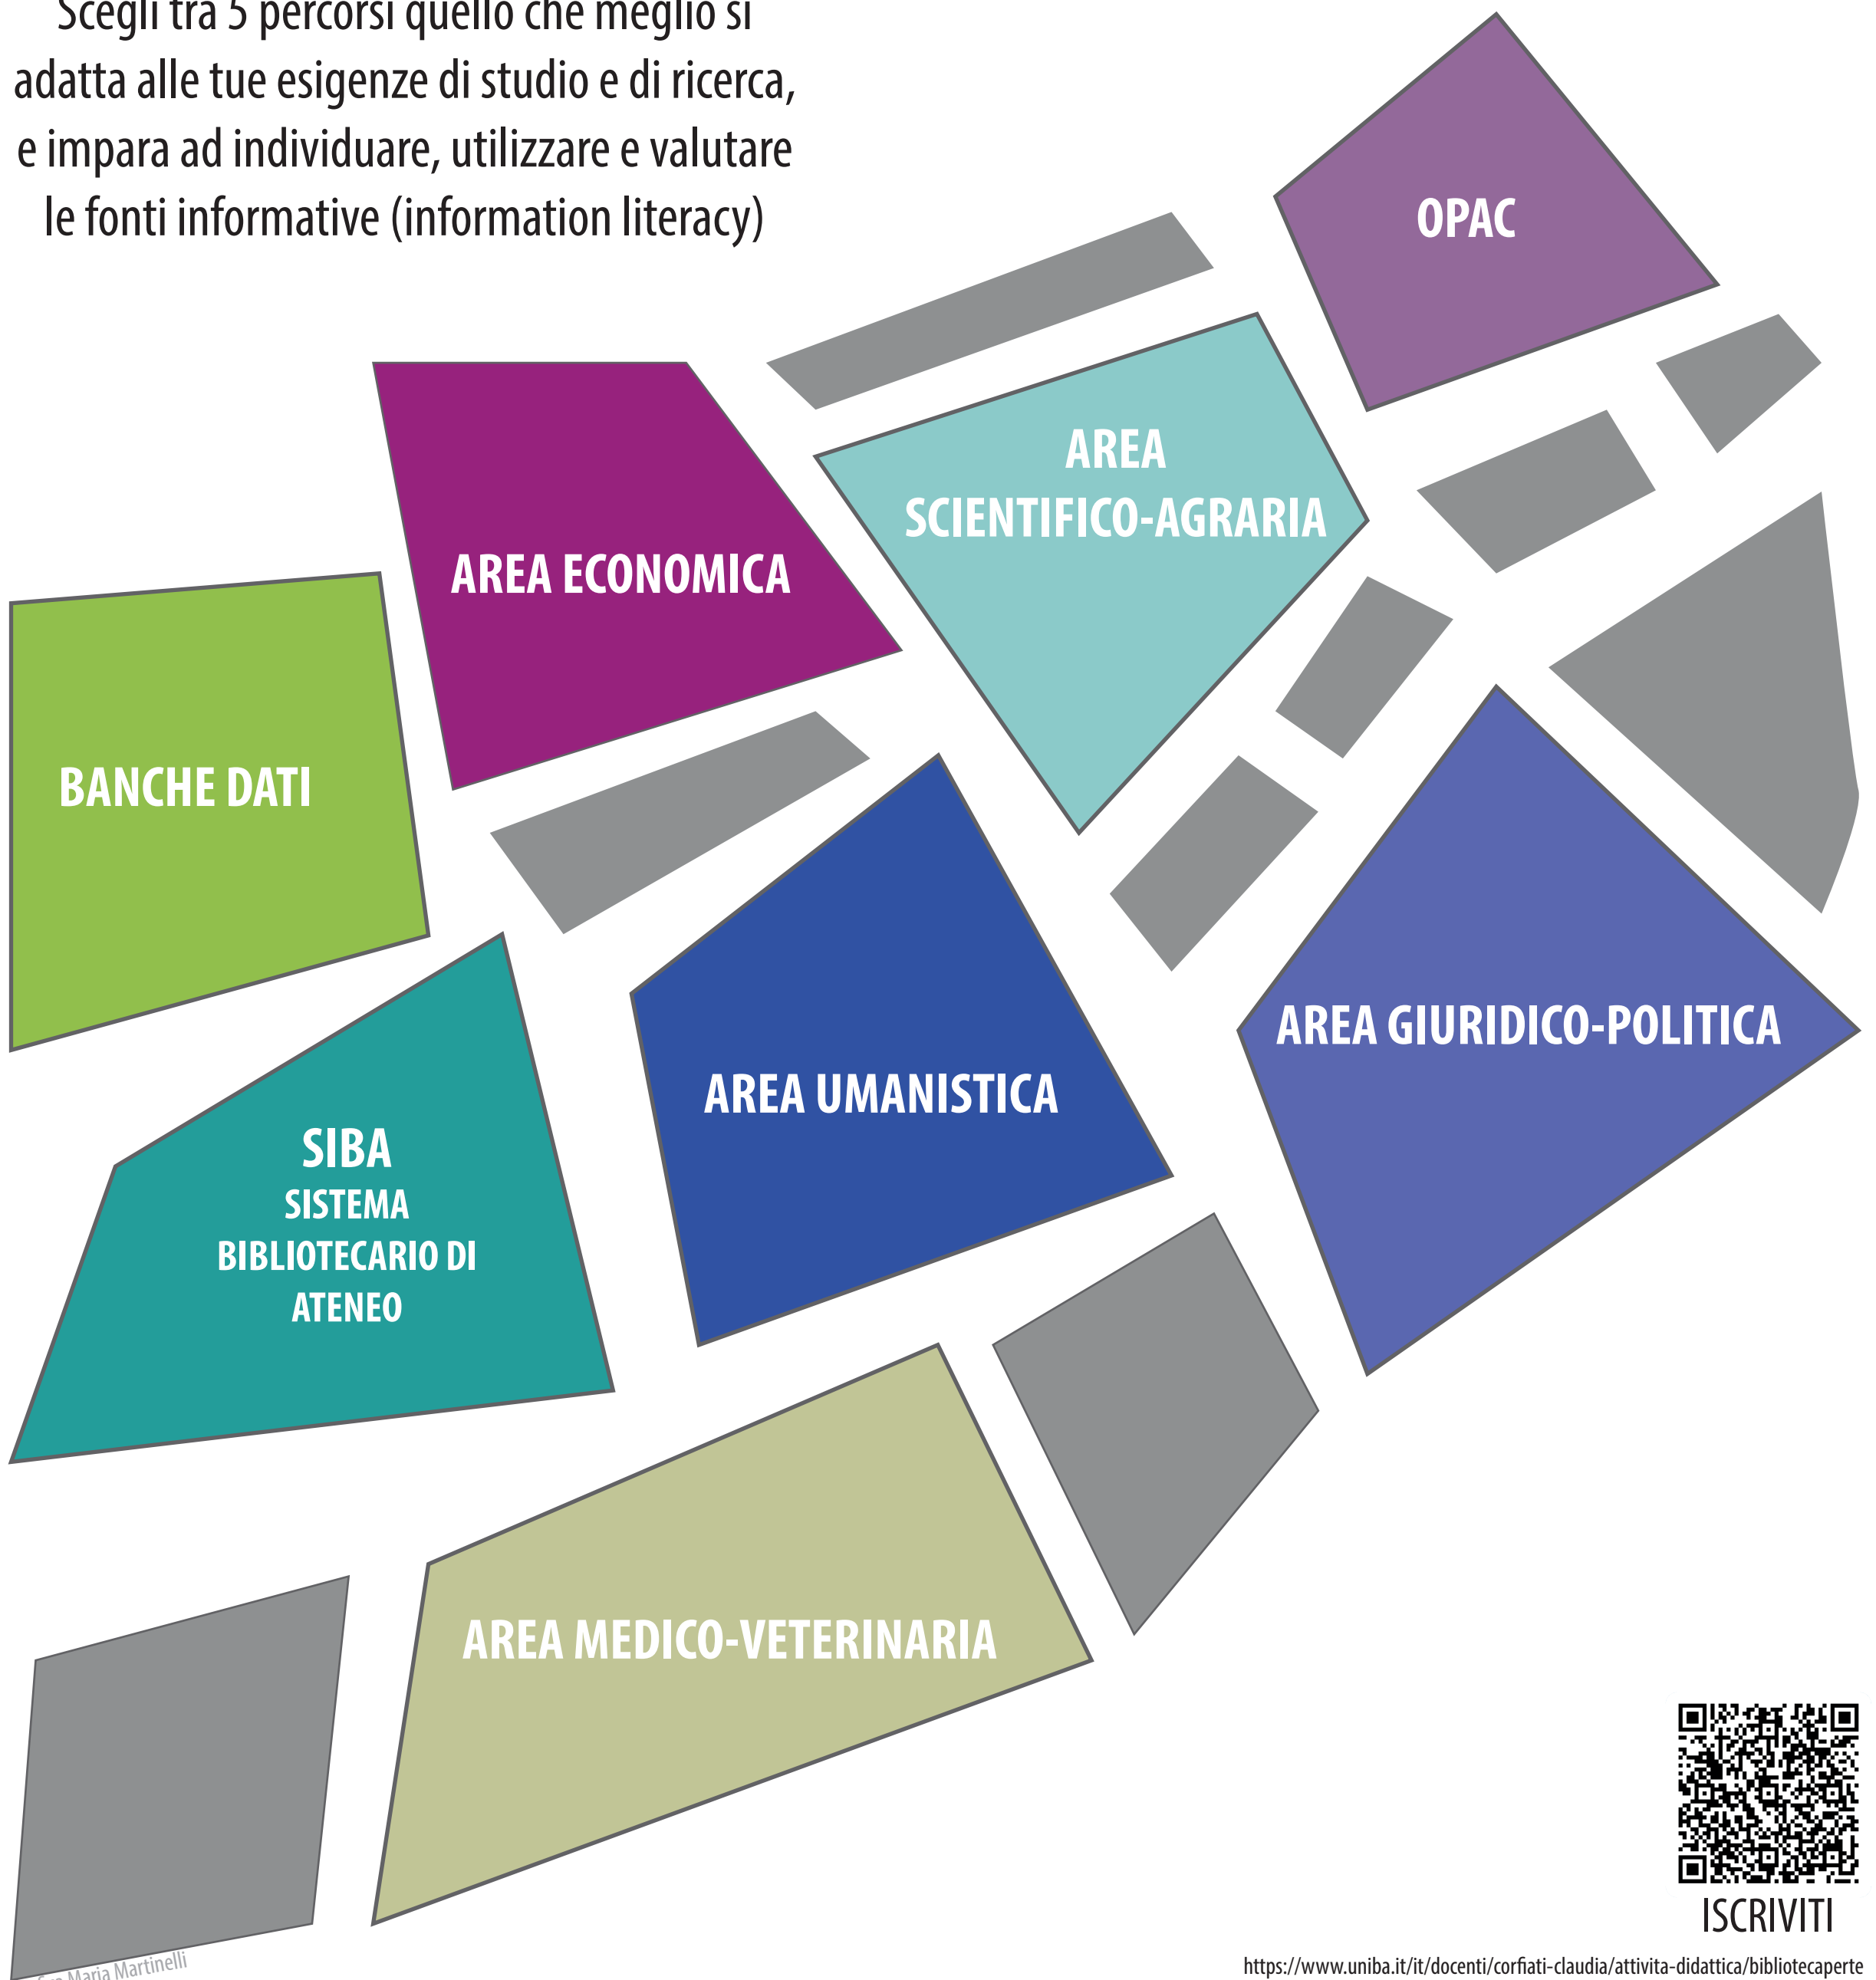 Scegli tra 5 percorsi quello che meglio si
adatta alle tue esigenze di studio e di ricerca,
e impara ad individuare, utilizzare e valutare
le fonti informative (information literacy)
OPAC
AREA
SCIENTIFICO-AGRARIA
AREA ECONOMICA
BANCHE DATI
AREA GIURIDICO-POLITICA
AREA UMANISTICA
SIBA
SISTEMA
BIBLIOTECARIO DI
ATENEO
AREA MEDICO-VETERINARIA
ISCRIVITI
Maria Martinelli
https://www.uniba.it/it/docenti/corfiati-claudia/attivita-didattica/bibliotecaperte